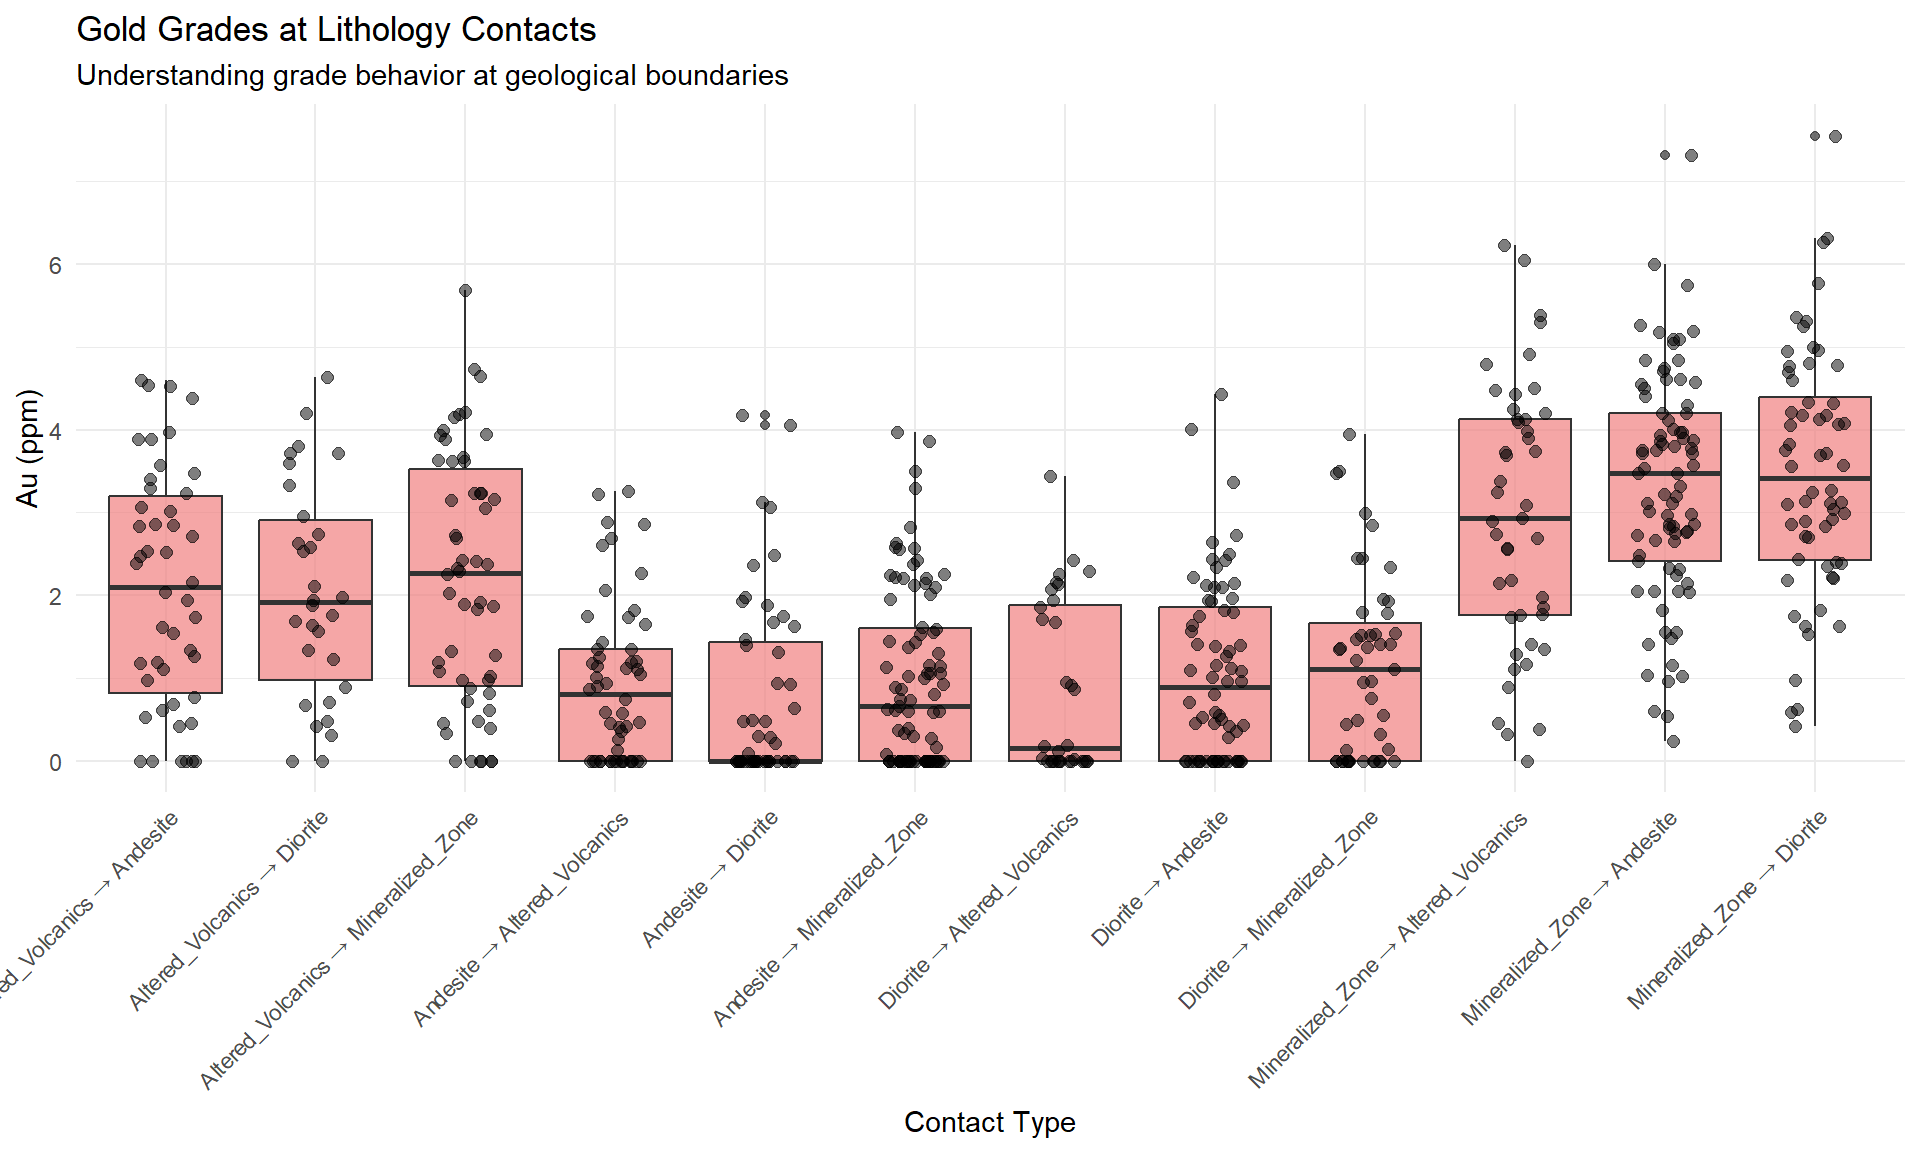 Gold Grades at Lithology Contacts
Understanding grade behavior at geological boundaries
Au (ppm)
6
4
2
0
ed_Volcanics → Andesite
Altered_Volcanics → Diorite
Altered_Volcanics → Mineralized_Zone
Andesite → Altered_Volcanics
Andesite → Diorite
Andesite → Mineralized_Zone
Diorite → Altered_Volcanics
Diorite → Andesite
Diorite → Mineralized_Zone
Mineralized_Zone → Altered_Volcanics
Mineralized_Zone → Andesite
Mineralized_Zone → Diorite
Contact Type